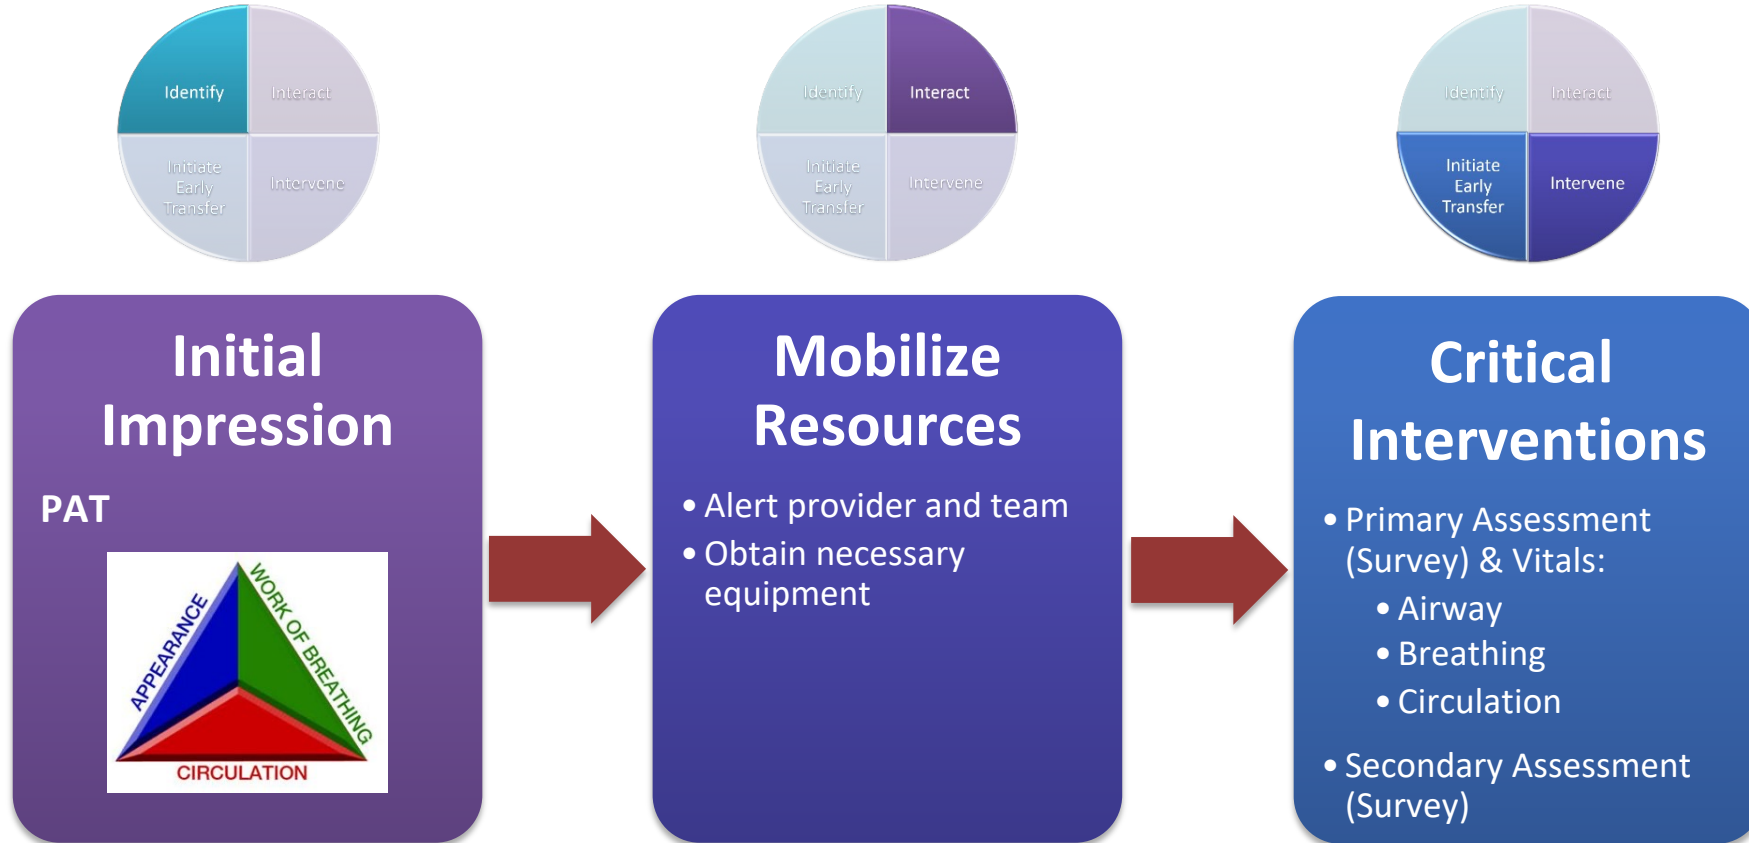 Identify
Interact
Initiate
Early
Transfer
Intervene
Identify
Interact
Initiate
Early
Transfer
Intervene
Identify
Interact
Initiate
Early
Transfer
Intervene
Initial
Impression
PAT
APPEARANCE
WORK OF BREATHING
CIRCULATION
Mobilize
Resources
• Alert provider and team
• Obtain necessary
equipment
Critical
Interventions
• Primary Assessment
(Survey) & Vitals:
• Airway
• Breathing
• Circulation
• Secondary Assessment
(Survey)